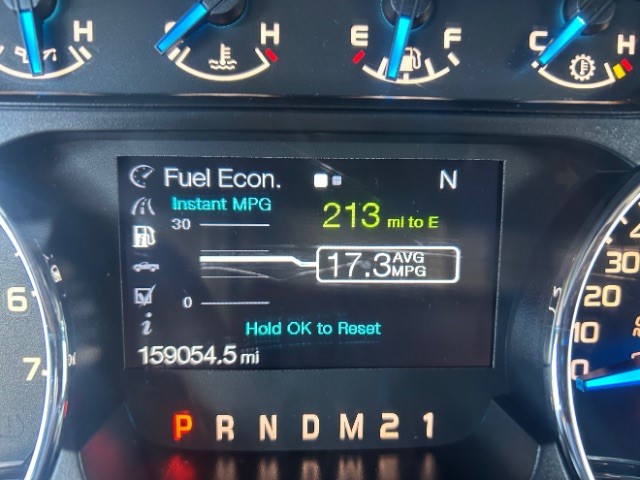 H C H E F C H
Fuel Econ. N
Instant MPG
213 mi to E
30
17.3 AVG MPG
0
Hold OK to Reset
159054.5 mi
6
7
30
20
10
0
P R N D M 2 1